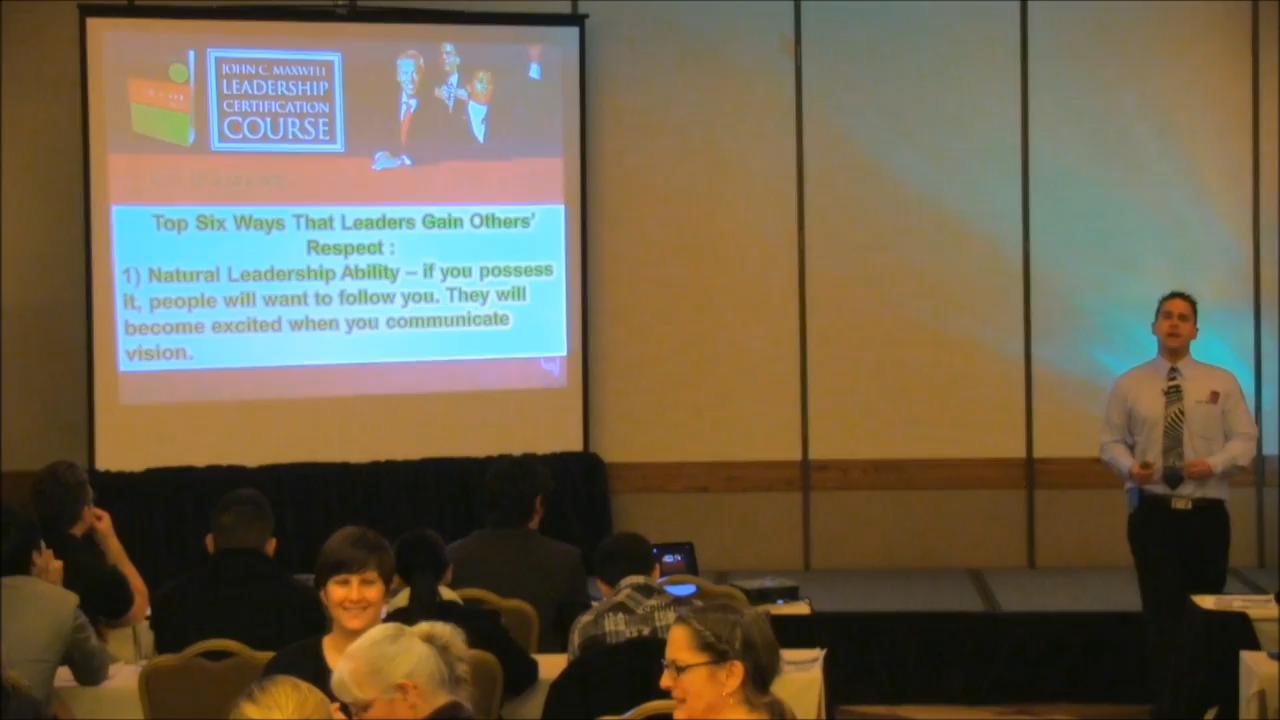 JOHN C. MAXWELL
LEADERSHIP
CERTIFICATION
COURSE
Top Six Ways That Leaders Gain Others'
Respect :
1) Natural Leadership Ability – if you possess
it, people will want to follow you. They will
become excited when you communicate
vision.